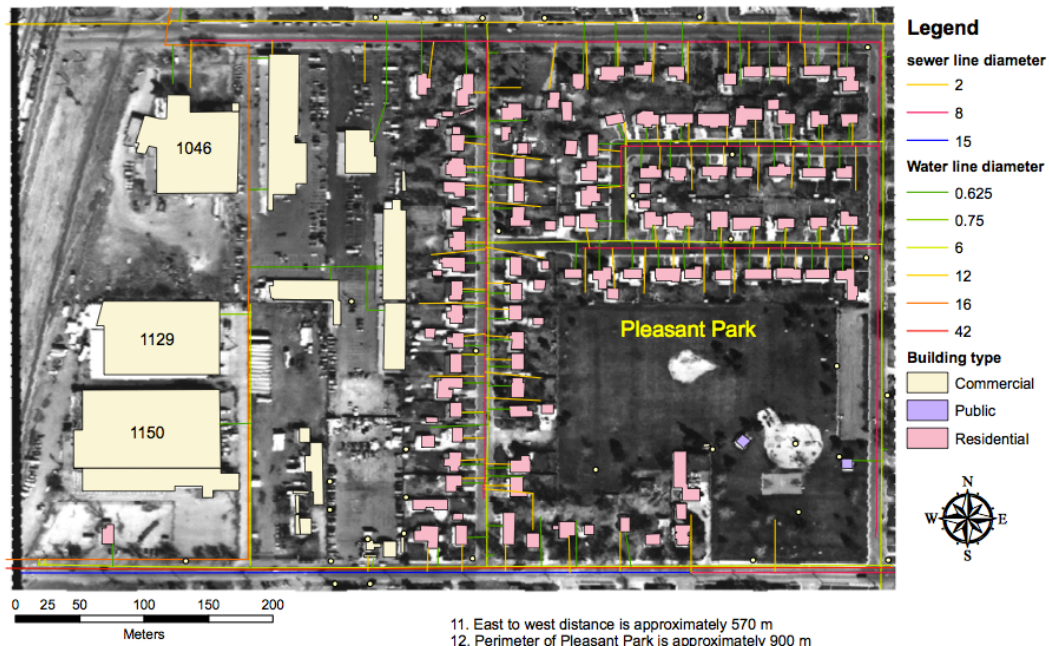 Legend
sewer line diameter
2
8
15
Water line diameter
0.625
0.75
6
12
16
42
Building type
Commercial
Public
Residential
1046
1129
1150
Pleasant Park
N
W E
S
0 25 50 100 150 200
Meters
11. East to west distance is approximately 570 m
12. Perimeter of Pleasant Park is approximately 900 m